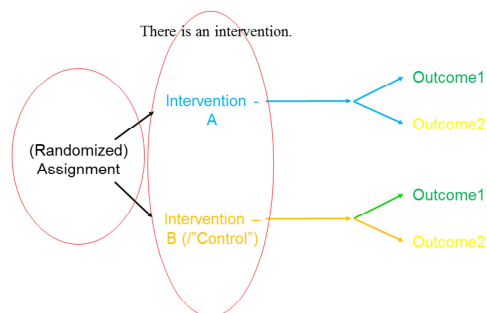 There is an intervention.
Intervention –
A
Outcome1
Outcome2
(Randomized)
Assignment
Intervention –
B (/”Control”)
Outcome1
Outcome2